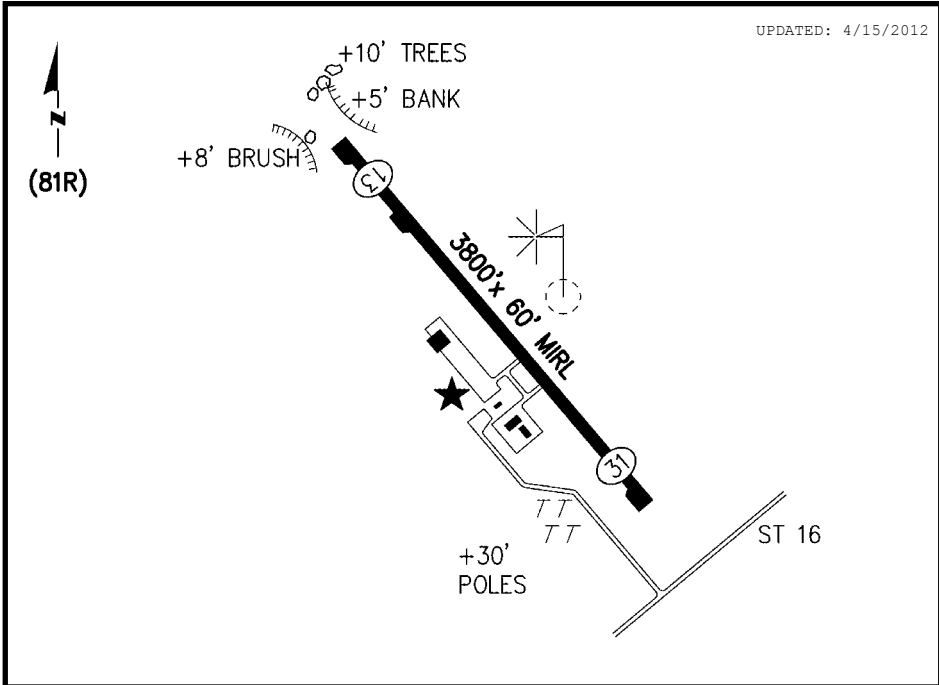 UPDATED: 4/15/2012
+10' TREES
+5' BANK
+8' BRUSH
N
(81R)
13
3800' x 60' MIRL
31
ST 16
+30'
POLES